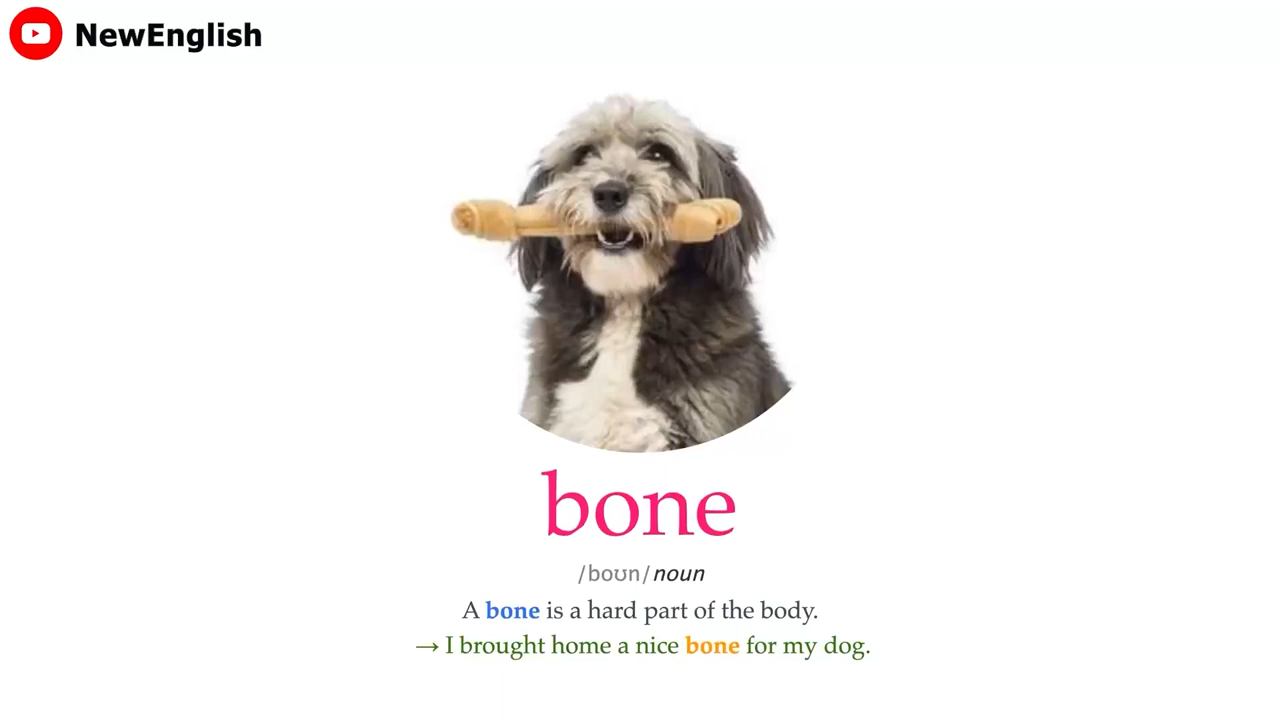 NewEnglish
bone
/boʊn/ noun
A bone is a hard part of the body.
→ I brought home a nice bone for my dog.